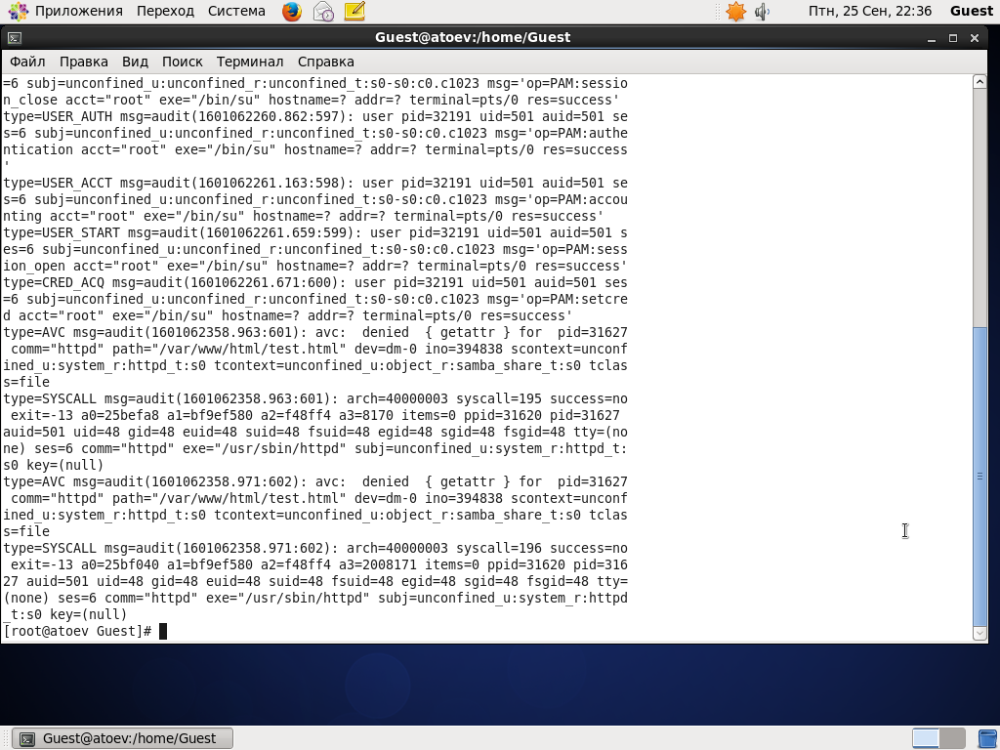 Приложения Переход Система Птн, 25 Сен, 22:36 Guest
Guest@atoev:/home/Guest
Файл Правка Вид Поиск Терминал Справка
=6 subj=unconfined_u:unconfined_r:unconfined_t:s0-s0:c0.c1023 msg='op=PAM:sessio
n_close acct="root" exe="/bin/su" hostname=? addr=? terminal=pts/0 res=success'
type=USER_AUTH msg=audit(1601062260.862:597): user pid=32191 uid=501 auid=501 se
s=6 subj=unconfined_u:unconfined_r:unconfined_t:s0-s0:c0.c1023 msg='op=PAM:authe
ntication acct="root" exe="/bin/su" hostname=? addr=? terminal=pts/0 res=success
'
type=USER_ACCT msg=audit(1601062261.163:598): user pid=32191 uid=501 auid=501 se
s=6 subj=unconfined_u:unconfined_r:unconfined_t:s0-s0:c0.c1023 msg='op=PAM:accou
nting acct="root" exe="/bin/su" hostname=? addr=? terminal=pts/0 res=success'
type=USER_START msg=audit(1601062261.659:599): user pid=32191 uid=501 auid=501 s
es=6 subj=unconfined_u:unconfined_r:unconfined_t:s0-s0:c0.c1023 msg='op=PAM:sess
ion_open acct="root" exe="/bin/su" hostname=? addr=? terminal=pts/0 res=success'
type=CRED_ACQ msg=audit(1601062261.671:600): user pid=32191 uid=501 auid=501 ses
=6 subj=unconfined_u:unconfined_r:unconfined_t:s0-s0:c0.c1023 msg='op=PAM:setcre
d acct="root" exe="/bin/su" hostname=? addr=? terminal=pts/0 res=success'
type=AVC msg=audit(1601062358.963:601): avc:  denied  { getattr } for  pid=31627
 comm="httpd" path="/var/www/html/test.html" dev=dm-0 ino=394838 scontext=unconf
ined_u:system_r:httpd_t:s0 tcontext=unconfined_u:object_r:samba_share_t:s0 tclas
s=file
type=SYSCALL msg=audit(1601062358.963:601): arch=40000003 syscall=195 success=no
 exit=-13 a0=25befa8 a1=bf9ef580 a2=f48ff4 a3=8170 items=0 ppid=31620 pid=31627
auid=501 uid=48 gid=48 euid=48 suid=48 fsuid=48 egid=48 sgid=48 fsgid=48 tty=(no
ne) ses=6 comm="httpd" exe="/usr/sbin/httpd" subj=unconfined_u:system_r:httpd_t:
s0 key=(null)
type=AVC msg=audit(1601062358.971:602): avc:  denied  { getattr } for  pid=31627
 comm="httpd" path="/var/www/html/test.html" dev=dm-0 ino=394838 scontext=unconf
ined_u:system_r:httpd_t:s0 tcontext=unconfined_u:object_r:samba_share_t:s0 tclas
s=file
type=SYSCALL msg=audit(1601062358.971:602): arch=40000003 syscall=196 success=no
 exit=-13 a0=25bf040 a1=bf9ef580 a2=f48ff4 a3=2008171 items=0 ppid=31620 pid=316
27 auid=501 uid=48 gid=48 euid=48 suid=48 fsuid=48 egid=48 sgid=48 fsgid=48 tty=
(none) ses=6 comm="httpd" exe="/usr/sbin/httpd" subj=unconfined_u:system_r:httpd
_t:s0 key=(null)
[root@atoev Guest]#
Guest@atoev:/home/Guest